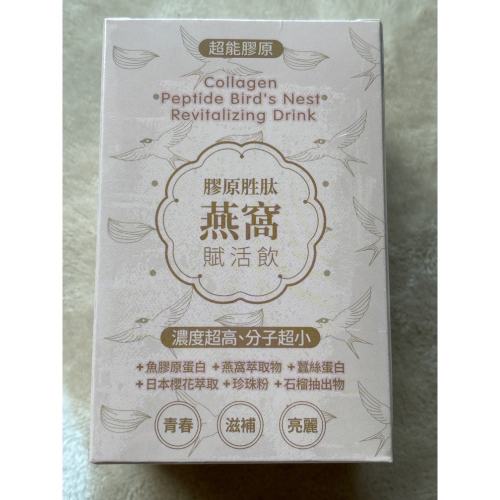 超能膠原
Collagen
Peptide Bird's Nest
Revitalizing Drink
膠原胜肽
燕窩
賦活飲
濃度超高、分子超小
+魚膠原蛋白 +燕窩萃取物 +蠶絲蛋白
+日本櫻花萃取 +珍珠粉 +石榴抽出物
青春 滋補 亮麗